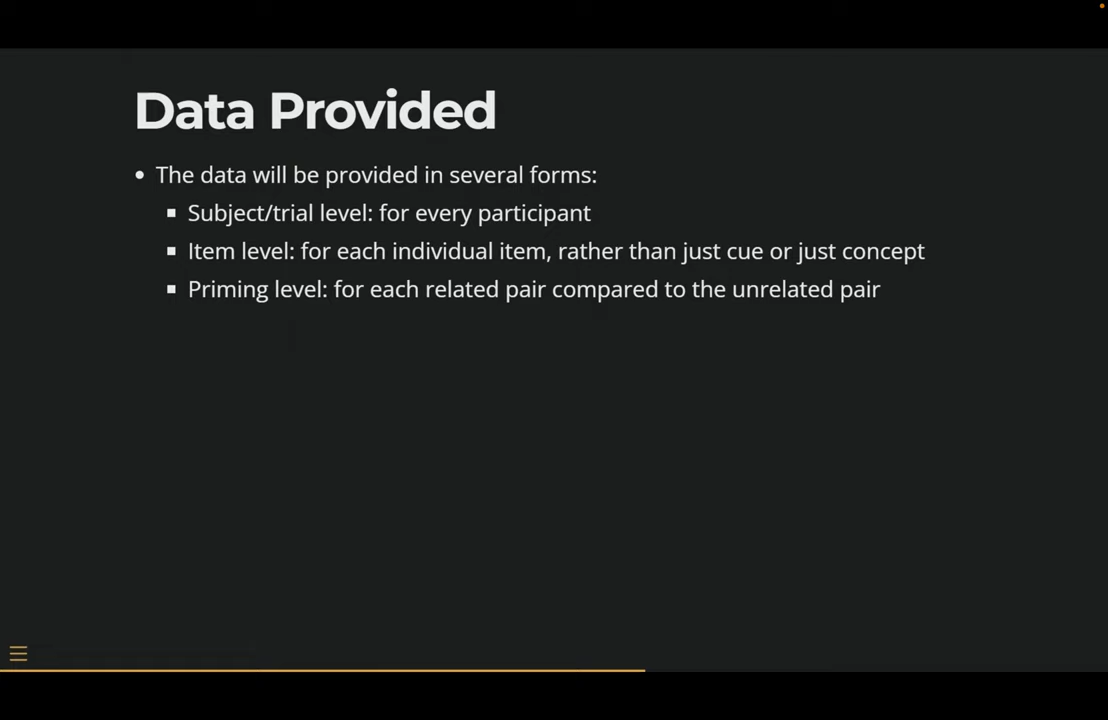 Data Provided
The data will be provided in several forms:
Subject/trial level: for every participant
Item level: for each individual item, rather than just cue or just concept
Priming level: for each related pair compared to the unrelated pair